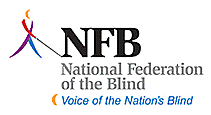 NFB
National Federation
of the Blind
Voice of the Nation's Blind